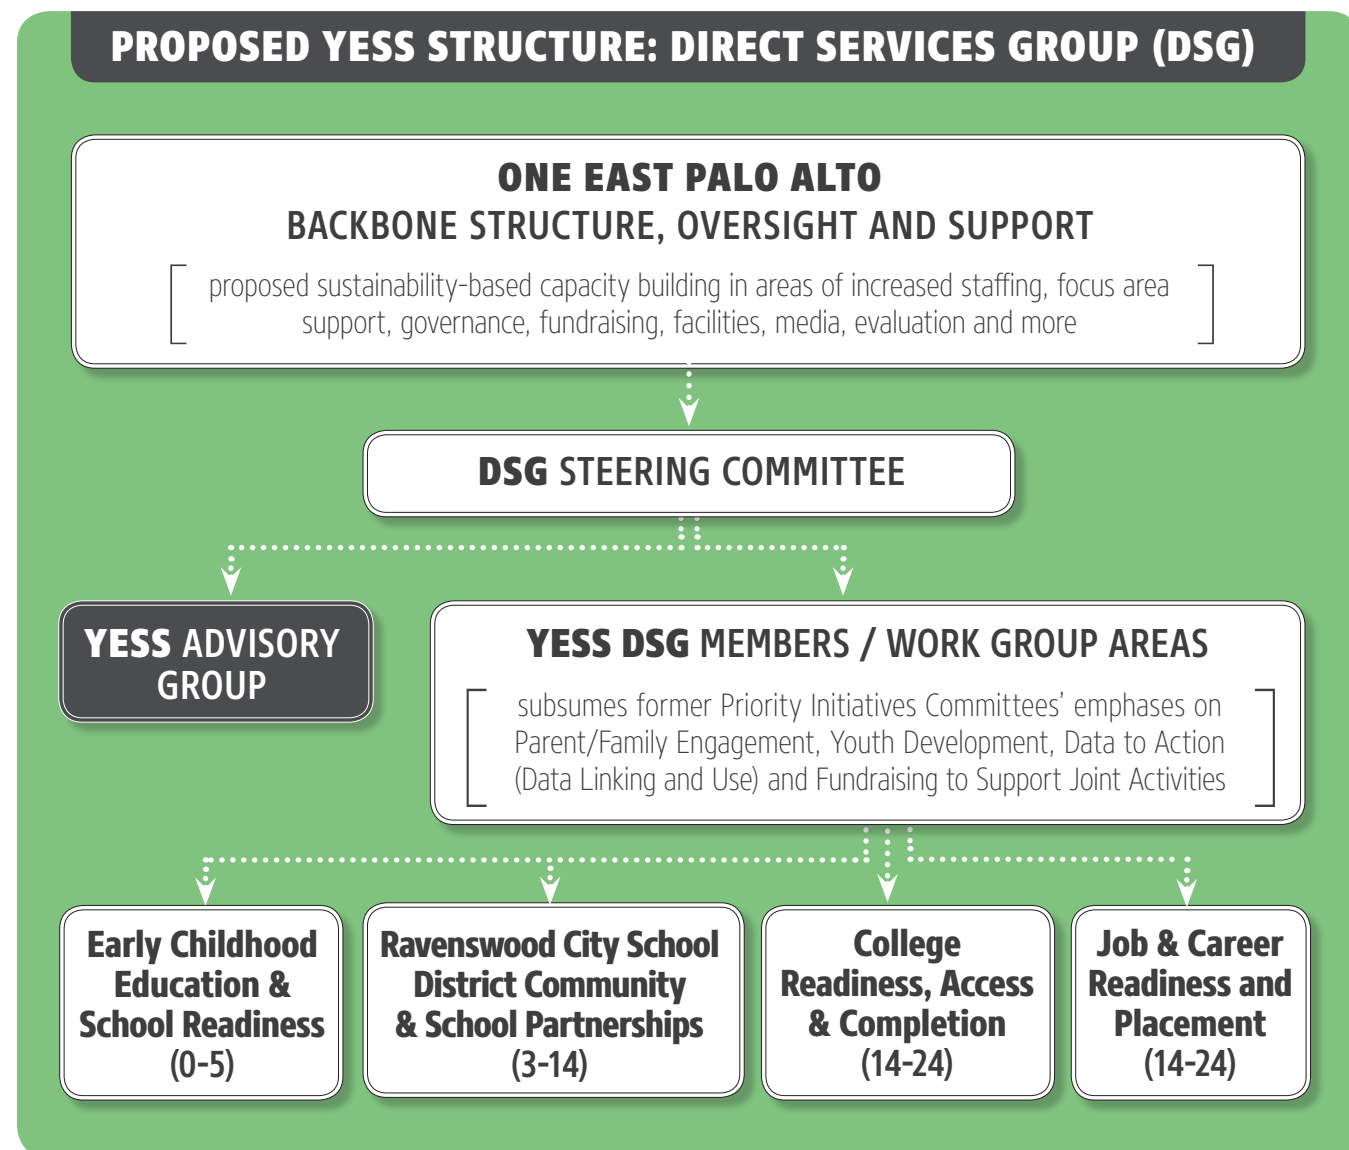 PROPOSED YESS STRUCTURE: DIRECT SERVICES GROUP (DSG)
ONE EAST PALO ALTO
BACKBONE STRUCTURE, OVERSIGHT AND SUPPORT
proposed sustainability-based capacity building in areas of increased staffing, focus area
support, governance, fundraising, facilities, media, evaluation and more
DSG STEERING COMMITTEE
YESS ADVISORY
GROUP
YESS DSG MEMBERS / WORK GROUP AREAS
subsumes former Priority Initiatives Committees’ emphases on
Parent/Family Engagement, Youth Development, Data to Action
(Data Linking and Use) and Fundraising to Support Joint Activities
Early Childhood
Education &
School Readiness
(0-5)
Ravenswood City School
District Community
& School Partnerships
(3-14)
College
Readiness, Access
& Completion
(14-24)
Job & Career
Readiness and
Placement
(14-24)